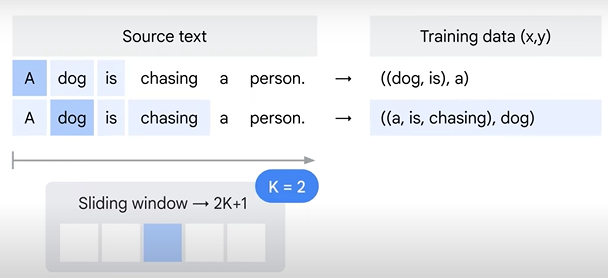 Source text Training data (x,y)
A dog is chasing a person. → ((dog, is), a)
A dog is chasing a person. → ((a, is, chasing), dog)
K = 2
Sliding window → 2K+1